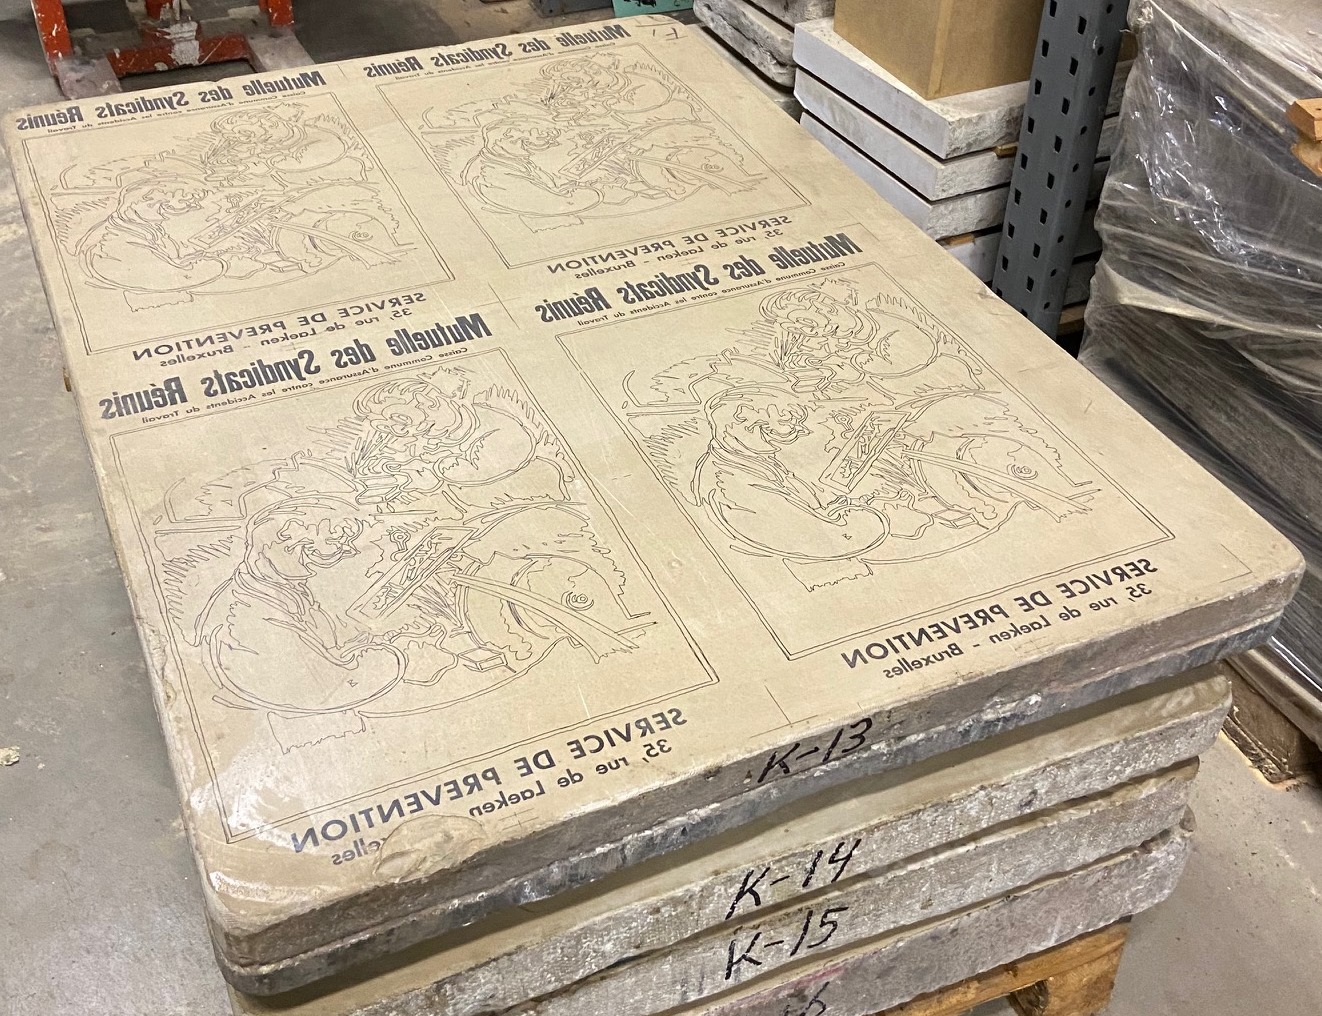 Mutuelle des Syndicats Réunis
Caisse Commune d'Assurance contre les Accidents du Travail
SERVICE DE PREVENTION
35, rue de Laeken - Bruxelles
Mutuelle des Syndicats Réunis
Caisse Commune d'Assurance contre les Accidents du Travail
SERVICE DE PREVENTION
35, rue de Laeken - Bruxelles
Mutuelle des Syndicats Réunis
Caisse Commune d'Assurance contre les Accidents du Travail
SERVICE DE PREVENTION
35, rue de Laeken
elles
Mutuelle des Syndicats Réunis
Caisse Commune d'Assurance contre les Accidents du Travail
SERVICE DE PREVENTION
35, rue de Laeken - Bruxelles
K-13
K-14
K-15